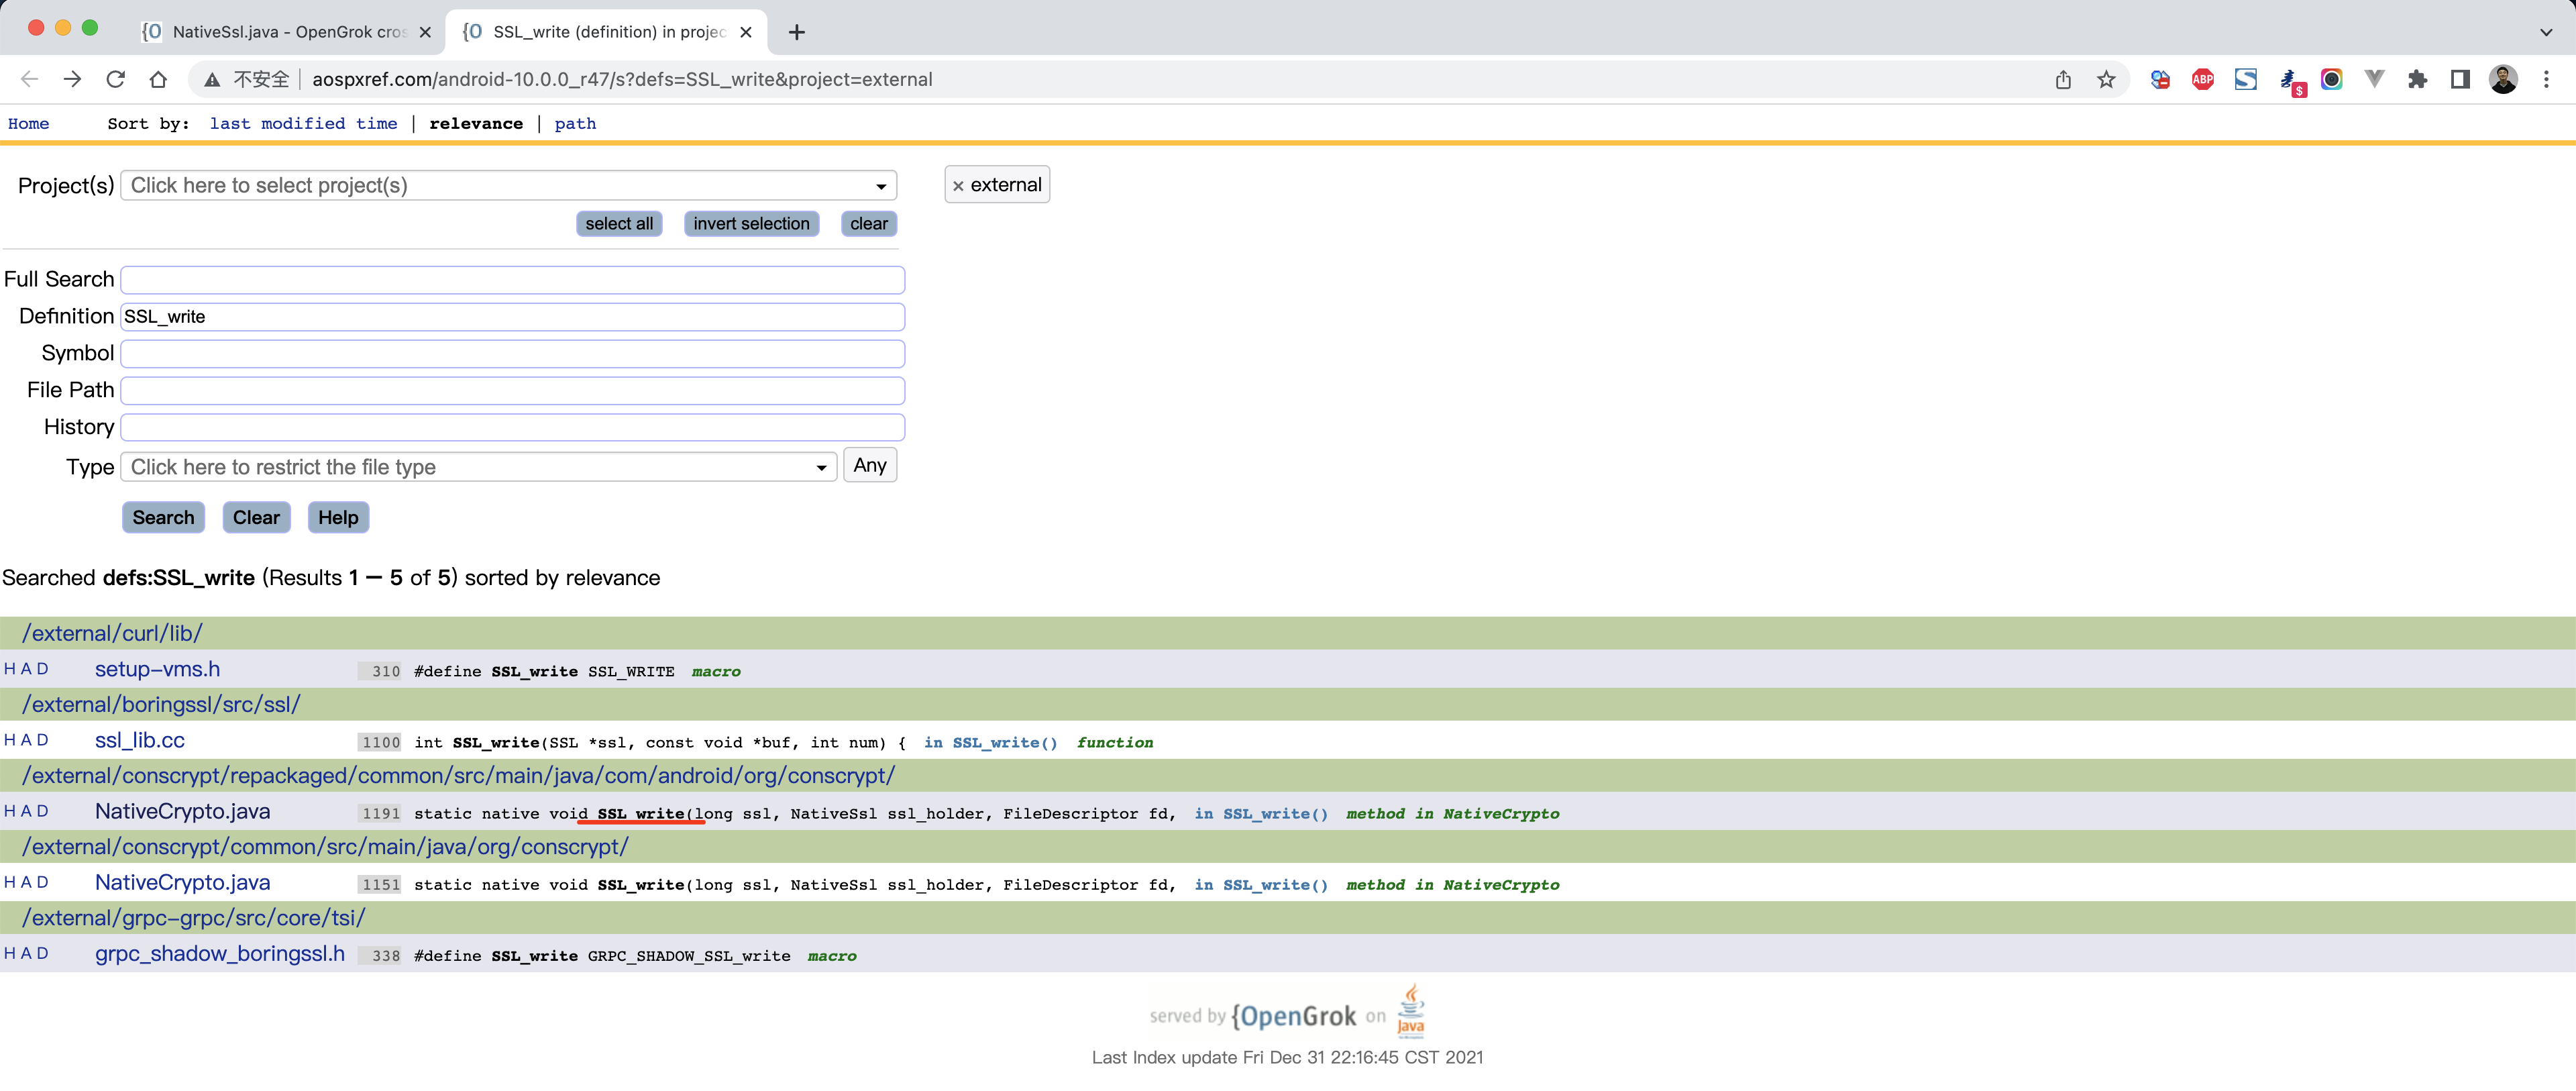 NativeSsl.java - OpenGrok cros
SSL_write (definition) in projec
不安全 aospxref.com/android-10.0.0_r47/s?defs=SSL_write&project=external
ABP
$
Home Sort by: last modified time | relevance | path
Project(s) Click here to select project(s) × external
select all invert selection clear
Full Search
Definition SSL_write
Symbol
File Path
History
Type Click here to restrict the file type Any
Search Clear Help
Searched defs:SSL_write (Results 1 – 5 of 5) sorted by relevance
/external/curl/lib/
H A D setup-vms.h 310 #define SSL_write SSL_WRITE macro
/external/boringssl/src/ssl/
H A D ssl_lib.cc 1100 int SSL_write(SSL *ssl, const void *buf, int num) { in SSL_write() function
/external/conscrypt/repackaged/common/src/main/java/com/android/org/conscrypt/
H A D NativeCrypto.java 1191 static native void SSL_write(long ssl, NativeSsl ssl_holder, FileDescriptor fd, in SSL_write() method in NativeCrypto
/external/conscrypt/common/src/main/java/org/conscrypt/
H A D NativeCrypto.java 1151 static native void SSL_write(long ssl, NativeSsl ssl_holder, FileDescriptor fd, in SSL_write() method in NativeCrypto
/external/grpc-grpc/src/core/tsi/
H A D grpc_shadow_boringssl.h 338 #define SSL_write GRPC_SHADOW_SSL_write macro
served by {OpenGrok on Java
Last Index update Fri Dec 31 22:16:45 CST 2021